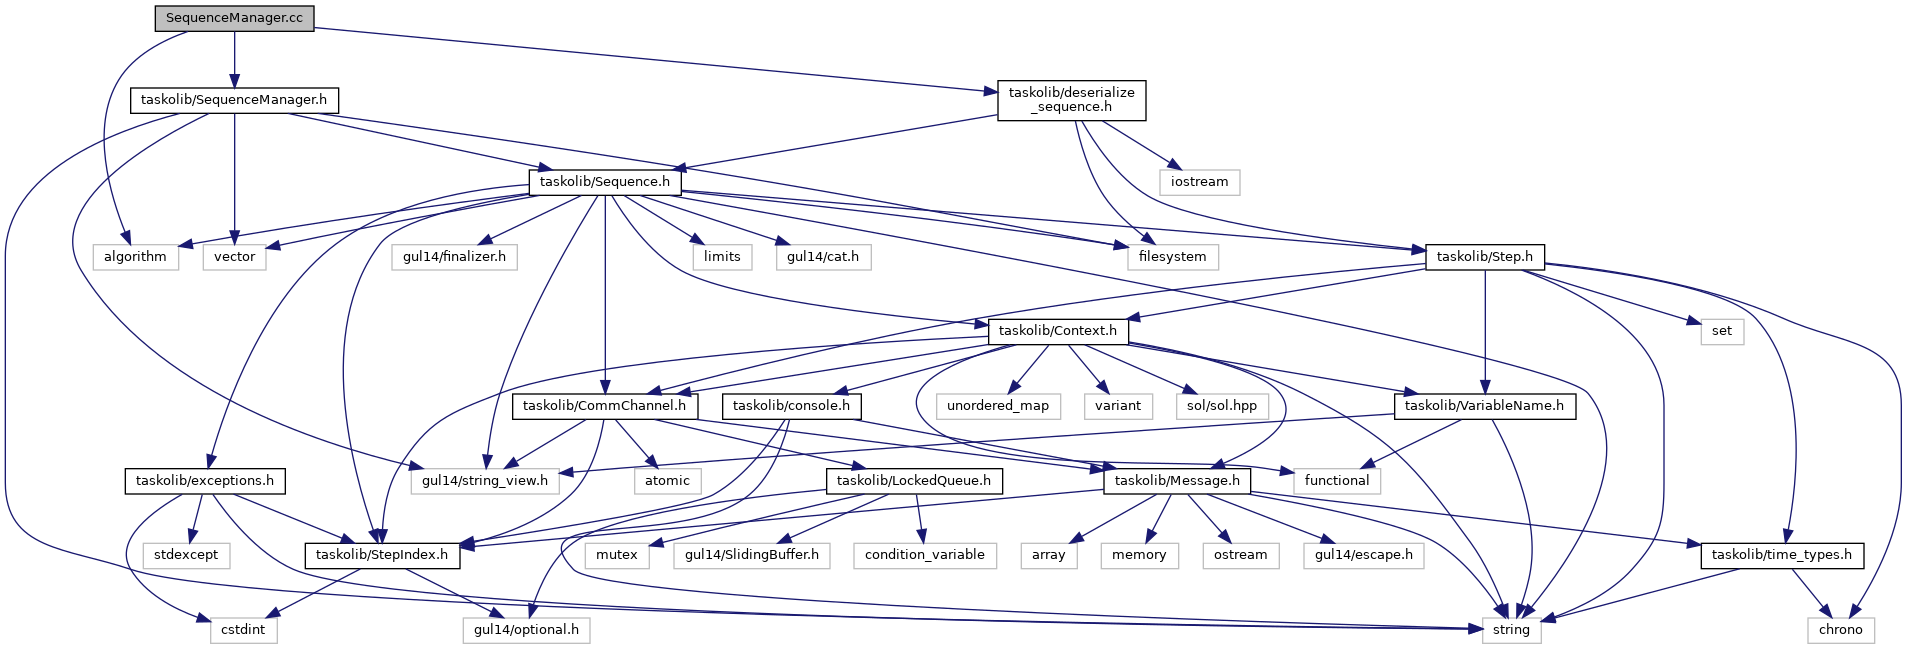 SequenceManager.cc
taskolib/SequenceManager.h
taskolib/deserialize
_sequence.h
taskolib/Sequence.h
iostream
algorithm
vector
gul14/finalizer.h
limits
gul14/cat.h
filesystem
taskolib/Step.h
taskolib/Context.h
set
taskolib/CommChannel.h
taskolib/console.h
unordered_map
variant
sol/sol.hpp
taskolib/VariableName.h
taskolib/exceptions.h
gul14/string_view.h
atomic
taskolib/LockedQueue.h
taskolib/Message.h
functional
stdexcept
taskolib/StepIndex.h
mutex
gul14/SlidingBuffer.h
condition_variable
array
memory
ostream
gul14/escape.h
taskolib/time_types.h
cstdint
gul14/optional.h
string
chrono